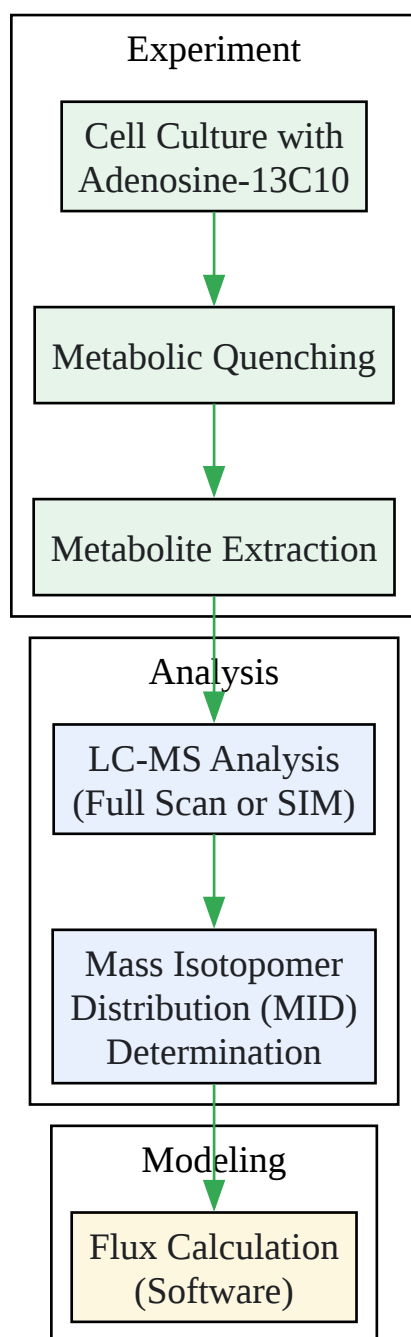 Experiment
Cell Culture with
Adenosine-13C10
Metabolic Quenching
Metabolite Extraction
Analysis
LC-MS Analysis
(Full Scan or SIM)
Mass Isotopomer
Distribution (MID)
Determination
Modeling
Flux Calculation
(Software)